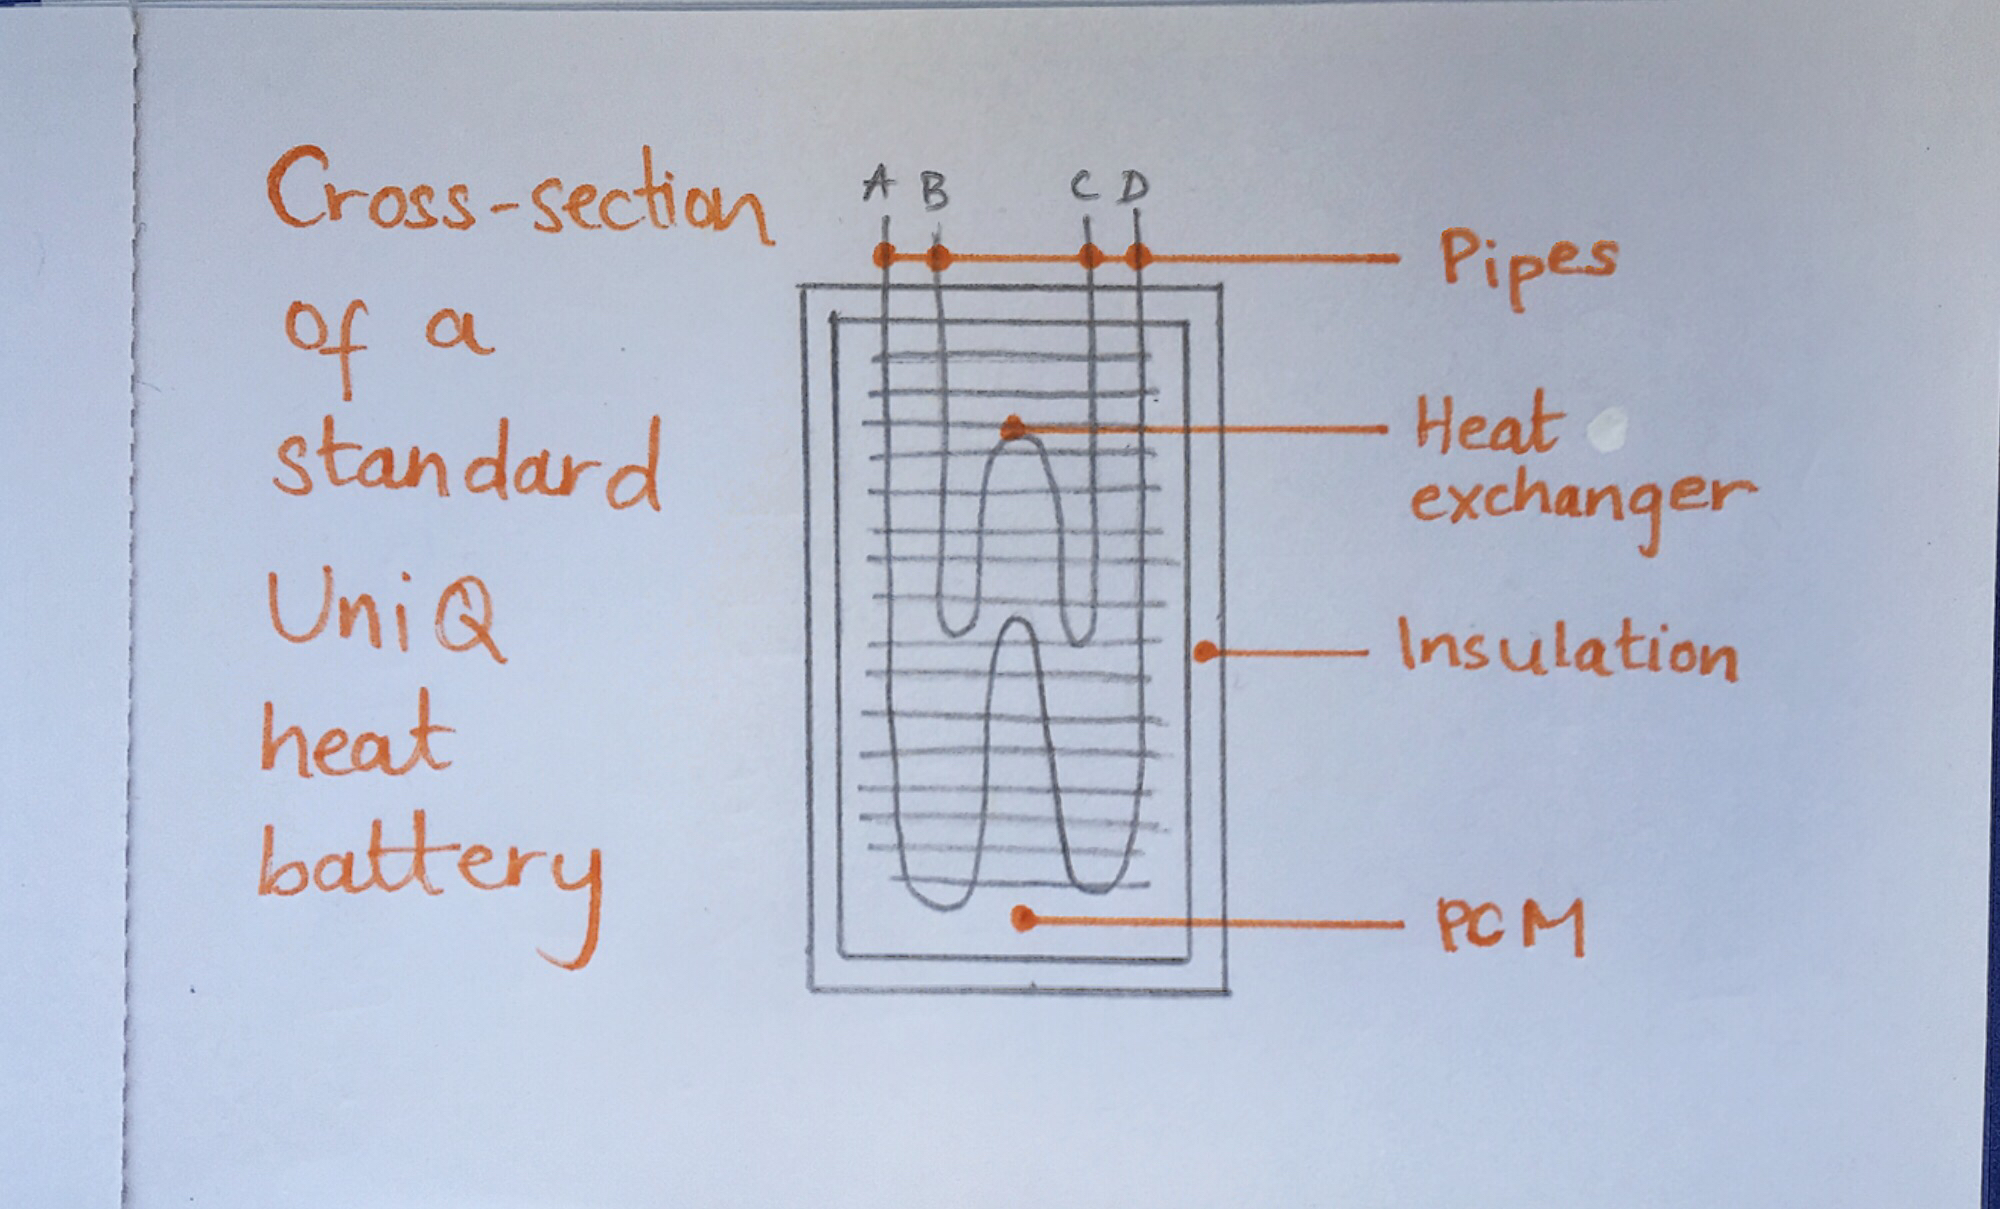 Cross-section
of a
standard
UniQ
heat
battery
A B C D
Pipes
Heat
exchanger
Insulation
PCM